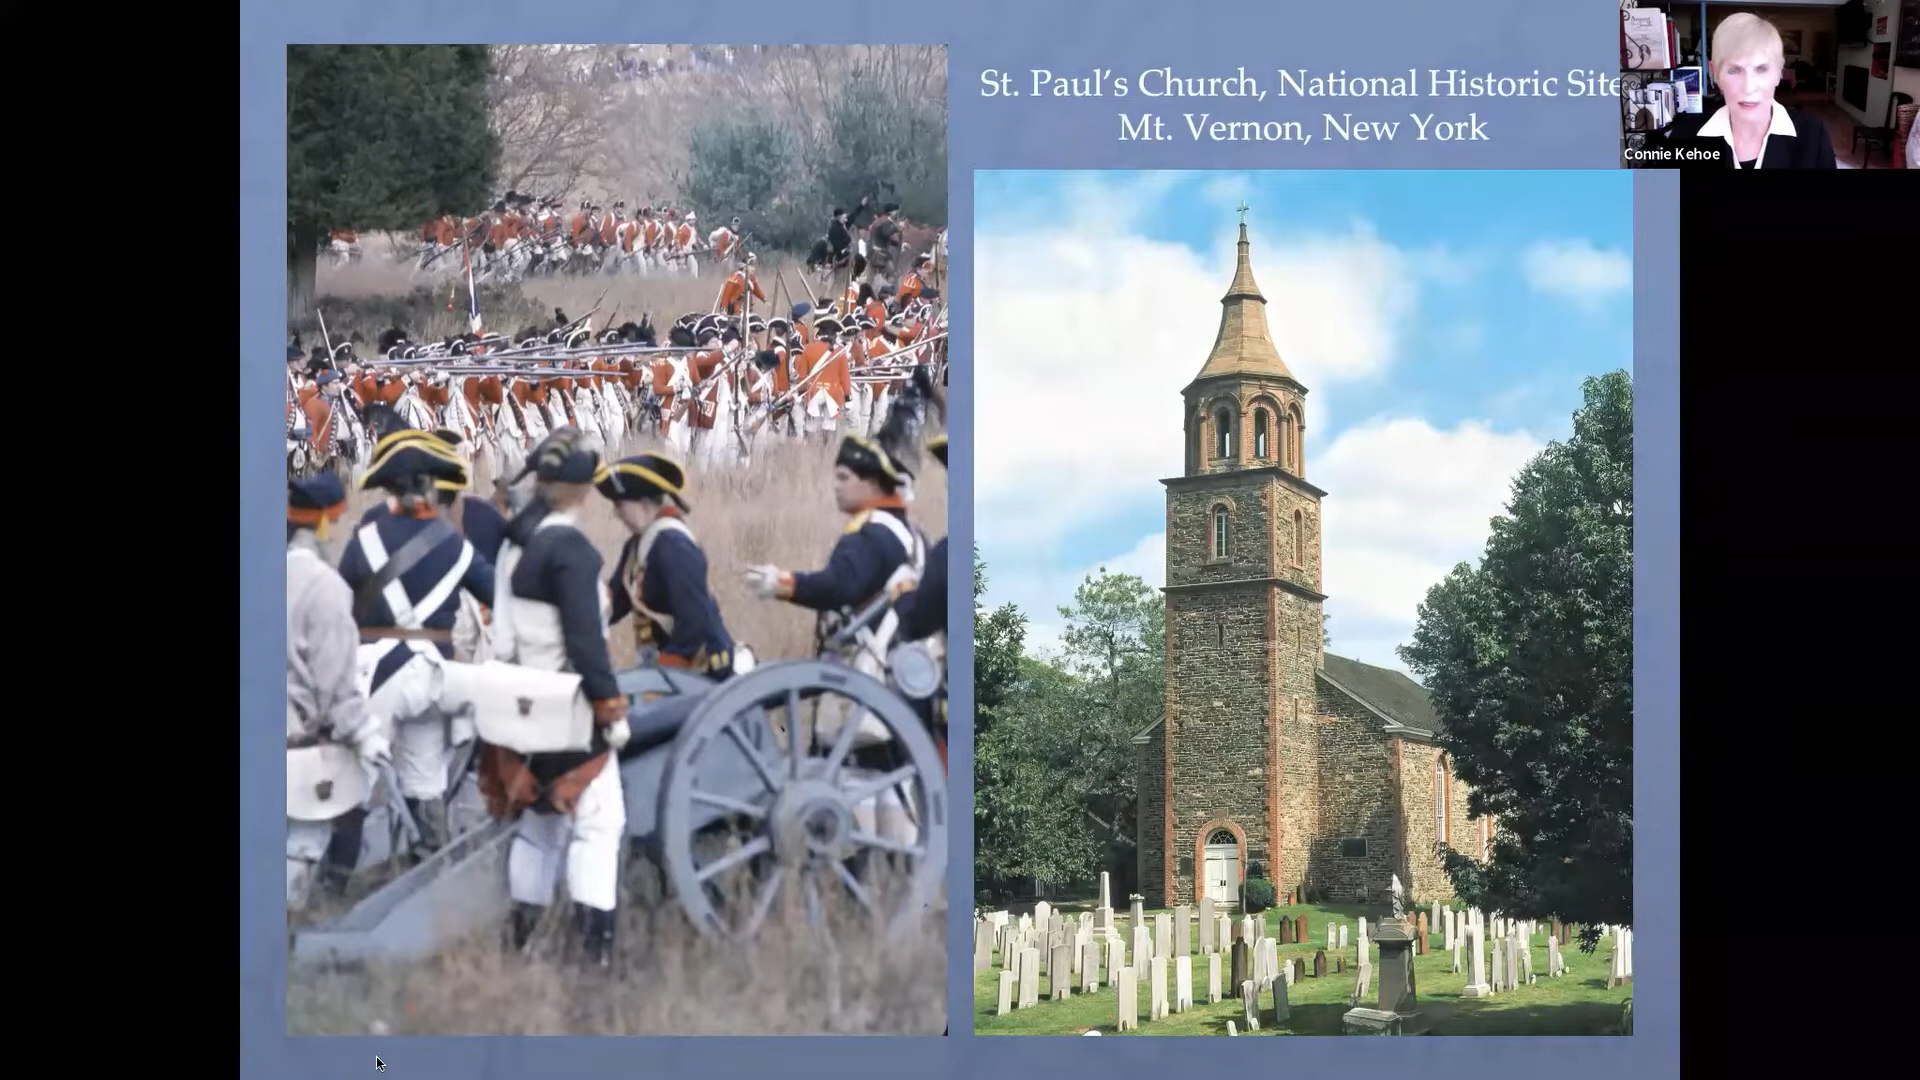 St. Paul's Church, National Historic Site
Mt. Vernon, New York
Connie Kehoe